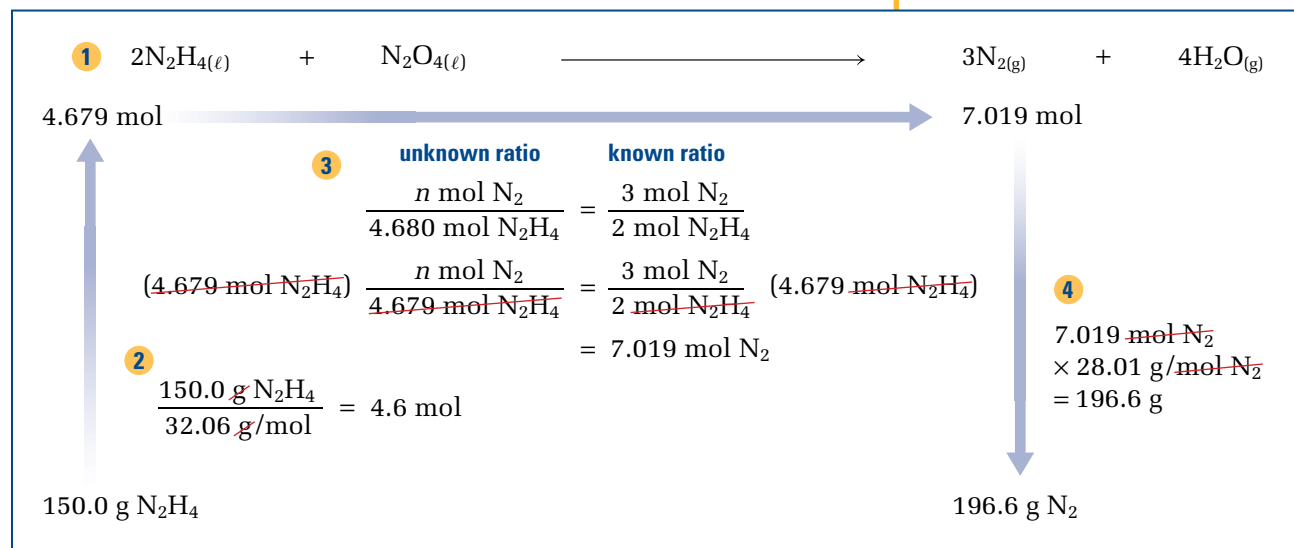 1 2N₂H₄(ℓ) + N₂O₄(ℓ) ⟶ 3N₂(g) + 4H₂O(g)
4.679 mol 7.019 mol
3 unknown ratio known ratio
n mol N₂ / 4.680 mol N₂H₄ = 3 mol N₂ / 2 mol N₂H₄
(4.679 mol N₂H₄) n mol N₂ / 4.679 mol N₂H₄ = 3 mol N₂ / 2 mol N₂H₄ (4.679 mol N₂H₄)
= 7.019 mol N₂
2
150.0 g N₂H₄ / 32.06 g/mol = 4.6 mol
4
7.019 mol N₂
× 28.01 g/mol N₂
= 196.6 g
150.0 g N₂H₄ 196.6 g N₂